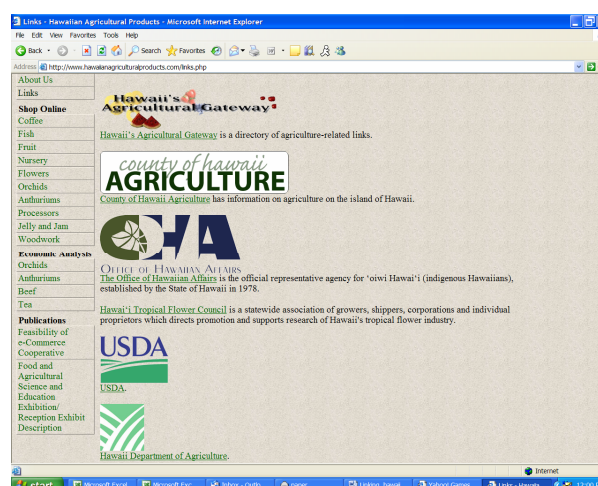 Links - Hawaiian Agricultural Products - Microsoft Internet Explorer
File Edit View Favorites Tools Help
Back Search Favorites
Address http://www.hawaiianagriculturalproducts.com/links.php
About Us
Links
Shop Online
Coffee
Fish
Fruit
Nursery
Flowers
Orchids
Anthuriums
Processors
Jelly and Jam
Woodwork
Economic Analysis
Orchids
Anthuriums
Beef
Tea
Publications
Feasibility of
e-Commerce
Cooperative
Food and
Agricultural
Science and
Education
Exhibition/
Reception Exhibit
Description
Hawaii's
Agricultural Gateway
Hawaii's Agricultural Gateway is a directory of agriculture-related links.
county of hawaii
AGRICULTURE
County of Hawaii Agriculture has information on agriculture on the island of Hawaii.
OHA
OFFICE OF HAWAIIAN AFFAIRS
The Office of Hawaiian Affairs is the official representative agency for 'oiwi Hawai'i (indigenous Hawaiians),
established by the State of Hawaii in 1978.
Hawai'i Tropical Flower Council is a statewide association of growers, shippers, corporations and individual
proprietors which directs promotion and supports research of Hawaii's tropical flower industry.
USDA
USDA.
Hawaii Department of Agriculture.
Internet
start Microsoft Excel Microsoft Exc... Inbox - Outlo... paper Linking_hawai... Yahoo! Games Links - Hawaiia... 12:00 P